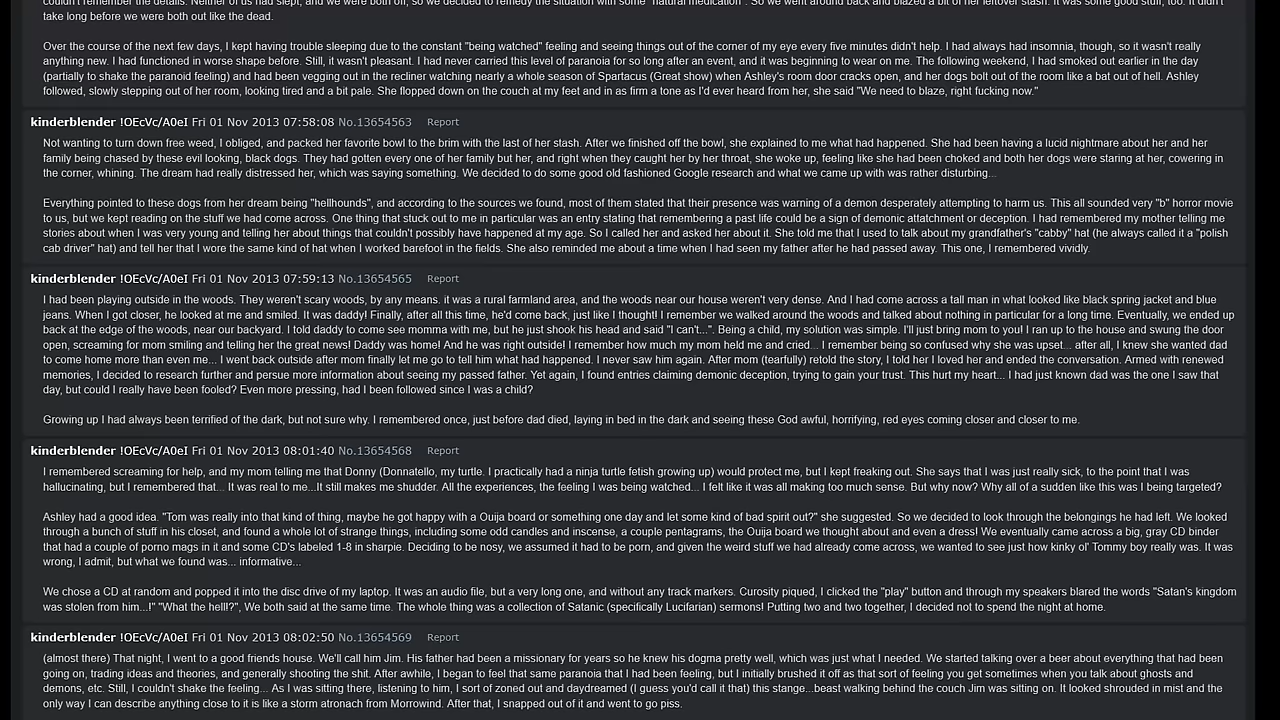 couldn't remember the details. Neither of us had slept, and we were both off, so we decided to remedy the situation with some "natural medication". So we went around back and blazed a bit of her leftover stash. It was some good stuff, too. It didn't
take long before we were both out like the dead.
Over the course of the next few days, I kept having trouble sleeping due to the constant "being watched" feeling and seeing things out of the corner of my eye every five minutes didn't help. I had always had insomnia, though, so it wasn't really
anything new. I had functioned in worse shape before. Still, it wasn't pleasant. I had never carried this level of paranoia for so long after an event, and it was beginning to wear on me. The following weekend, I had smoked out earlier in the day
(partially to shake the paranoid feeling) and had been vegging out in the recliner watching nearly a whole season of Spartacus (Great show) when Ashley's room door cracks open, and her dogs bolt out of the room like a bat out of hell. Ashley
followed, slowly stepping out of her room, looking tired and a bit pale. She flopped down on the couch at my feet and in as firm a tone as I'd ever heard from her, she said "We need to blaze, right fucking now."
kinderblender !OEcVc/A0eI Fri 01 Nov 2013 07:58:08 No.13654563 Report
Not wanting to turn down free weed, I obliged, and packed her favorite bowl to the brim with the last of her stash. After we finished off the bowl, she explained to me what had happened. She had been having a lucid nightmare about her and her
family being chased by these evil looking, black dogs. They had gotten every one of her family but her, and right when they caught her by her throat, she woke up, feeling like she had been choked and both her dogs were staring at her, cowering in
the corner, whining. The dream had really distressed her, which was saying something. We decided to do some good old fashioned Google research and what we came up with was rather disturbing...
Everything pointed to these dogs from her dream being "hellhounds", and according to the sources we found, most of them stated that their presence was warning of a demon desperately attempting to harm us. This all sounded very "b" horror movie
to us, but we kept reading on the stuff we had come across. One thing that stuck out to me in particular was an entry stating that remembering a past life could be a sign of demonic attatchment or deception. I had remembered my mother telling me
stories about when I was very young and telling her about things that couldn't possibly have happened at my age. So I called her and asked her about it. She told me that I used to talk about my grandfather's "cabby" hat (he always called it a "polish
cab driver" hat) and tell her that I wore the same kind of hat when I worked barefoot in the fields. She also reminded me about a time when I had seen my father after he had passed away. This one, I remembered vividly.
kinderblender !OEcVc/A0eI Fri 01 Nov 2013 07:59:13 No.13654565 Report
I had been playing outside in the woods. They weren't scary woods, by any means. it was a rural farmland area, and the woods near our house weren't very dense. And I had come across a tall man in what looked like black spring jacket and blue
jeans. When I got closer, he looked at me and smiled. It was daddy! Finally, after all this time, he'd come back, just like I thought! I remember we walked around the woods and talked about nothing in particular for a long time. Eventually, we ended up
back at the edge of the woods, near our backyard. I told daddy to come see momma with me, but he just shook his head and said "I can't...". Being a child, my solution was simple. I'll just bring mom to you! I ran up to the house and swung the door
open, screaming for mom smiling and telling her the great news! Daddy was home! And he was right outside! I remember how much my mom held me and cried... I remember being so confused why she was upset... after all, I knew she wanted dad
to come home more than even me... I went back outside after mom finally let me go to tell him what had happened. I never saw him again. After mom (tearfully) retold the story, I told her I loved her and ended the conversation. Armed with renewed
memories, I decided to research further and persue more information about seeing my passed father. Yet again, I found entries claiming demonic deception, trying to gain your trust. This hurt my heart... I had just known dad was the one I saw that
day, but could I really have been fooled? Even more pressing, had I been followed since I was a child?
Growing up I had always been terrified of the dark, but not sure why. I remembered once, just before dad died, laying in bed in the dark and seeing these God awful, horrifying, red eyes coming closer and closer to me.
kinderblender !OEcVc/A0eI Fri 01 Nov 2013 08:01:40 No.13654568 Report
I remembered screaming for help, and my mom telling me that Donny (Donnatello, my turtle. I practically had a ninja turtle fetish growing up) would protect me, but I kept freaking out. She says that I was just really sick, to the point that I was
hallucinating, but I remembered that... It was real to me...It still makes me shudder. All the experiences, the feeling I was being watched... I felt like it was all making too much sense. But why now? Why all of a sudden like this was I being targeted?
Ashley had a good idea. "Tom was really into that kind of thing, maybe he got happy with a Ouija board or something one day and let some kind of bad spirit out?" she suggested. So we decided to look through the belongings he had left. We looked
through a bunch of stuff in his closet, and found a whole lot of strange things, including some odd candles and inscense, a couple pentagrams, the Ouija board we thought about and even a dress! We eventually came across a big, gray CD binder
that had a couple of porno mags in it and some CD's labeled 1-8 in sharpie. Deciding to be nosy, we assumed it had to be porn, and given the weird stuff we had already come across, we wanted to see just how kinky ol' Tommy boy really was. It was
wrong, I admit, but what we found was... informative...
We chose a CD at random and popped it into the disc drive of my laptop. It was an audio file, but a very long one, and without any track markers. Curosity piqued, I clicked the "play" button and through my speakers blared the words "Satan's kingdom
was stolen from him...!" "What the hell!?", We both said at the same time. The whole thing was a collection of Satanic (specifically Lucifarian) sermons! Putting two and two together, I decided not to spend the night at home.
kinderblender !OEcVc/A0eI Fri 01 Nov 2013 08:02:50 No.13654569 Report
(almost there) That night, I went to a good friends house. We'll call him Jim. His father had been a missionary for years so he knew his dogma pretty well, which was just what I needed. We started talking over a beer about everything that had been
going on, trading ideas and theories, and generally shooting the shit. After awhile, I began to feel that same paranoia that I had been feeling, but I initially brushed it off as that sort of feeling you get sometimes when you talk about ghosts and
demons, etc. Still, I couldn't shake the feeling... As I was sitting there, listening to him, I sort of zoned out and daydreamed (I guess you'd call it that) this stange...beast walking behind the couch Jim was sitting on. It looked shrouded in mist and the
only way I can describe anything close to it is like a storm atronach from Morrowind. After that, I snapped out of it and went to go piss.